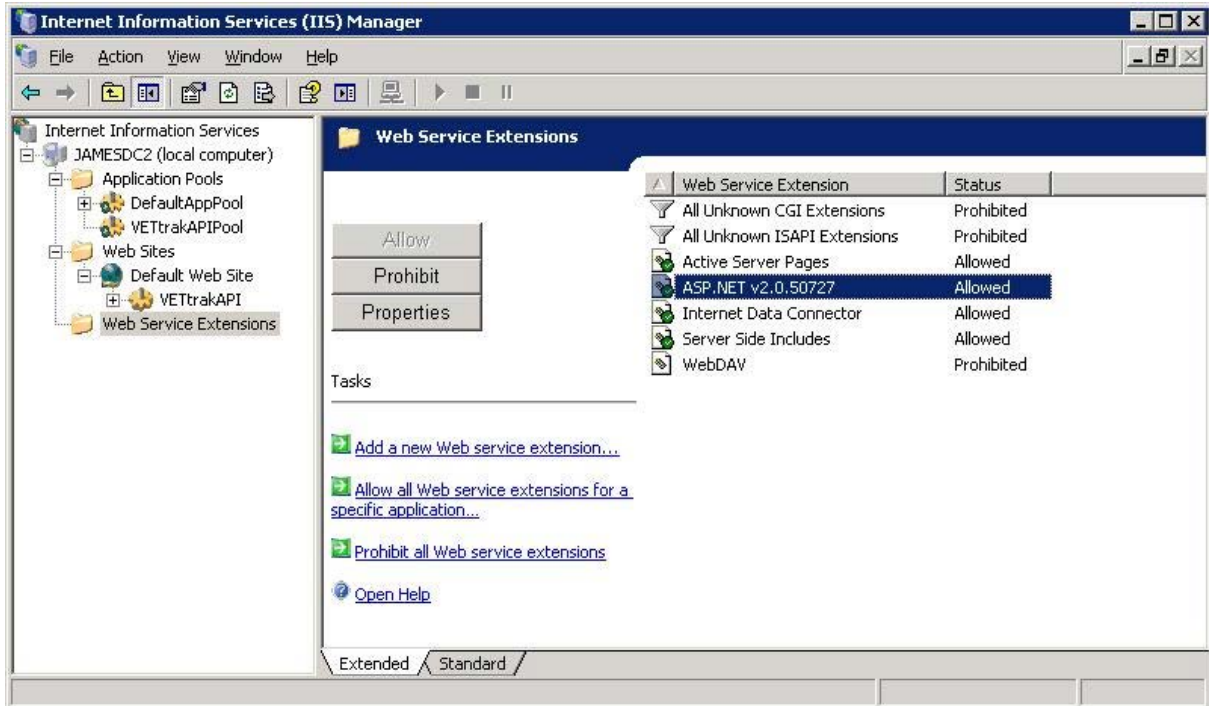 Internet Information Services (IIS) Manager
File Action View Window Help
Internet Information Services
JAMESDC2 (local computer)
Application Pools
DefaultAppPool
VETtrakAPIPool
Web Sites
Default Web Site
VETtrakAPI
Web Service Extensions
Web Service Extensions
Allow
Prohibit
Properties
Tasks
Add a new Web service extension...
Allow all Web service extensions for a
specific application...
Prohibit all Web service extensions
Open Help
Web Service Extension Status
All Unknown CGI Extensions Prohibited
All Unknown ISAPI Extensions Prohibited
Active Server Pages Allowed
ASP.NET v2.0.50727 Allowed
Internet Data Connector Allowed
Server Side Includes Allowed
WebDAV Prohibited
Extended Standard